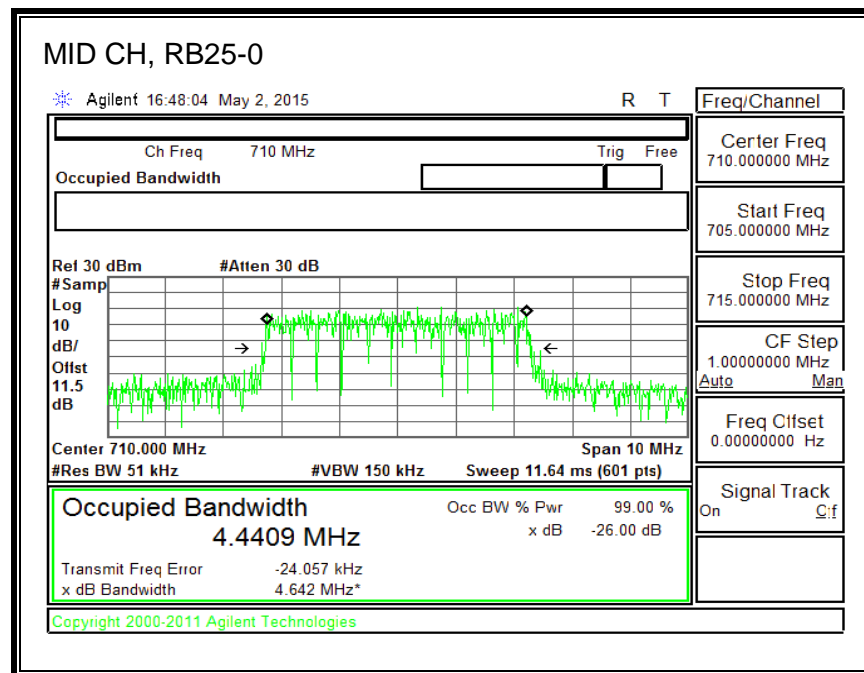 MID CH, RB25-0
Agilent 16:48:04 May 2, 2015 R T Freq/Channel
Ch Freq 710 MHz Trig Free
Occupied Bandwidth
Center Freq
710.000000 MHz
Start Freq
705.000000 MHz
Stop Freq
715.000000 MHz
CF Step
1.00000000 MHz
Auto Man
Freq Offset
0.00000000 Hz
Signal Track
On Off
Ref 30 dBm #Atten 30 dB
#Samp
Log
10
dB/
Offst
11.5
dB
Center 710.000 MHz Span 10 MHz
#Res BW 51 kHz #VBW 150 kHz Sweep 11.64 ms (601 pts)
Occupied Bandwidth Occ BW % Pwr 99.00 %
4.4409 MHz x dB -26.00 dB
Transmit Freq Error -24.057 kHz
x dB Bandwidth 4.642 MHz*
Copyright 2000-2011 Agilent Technologies